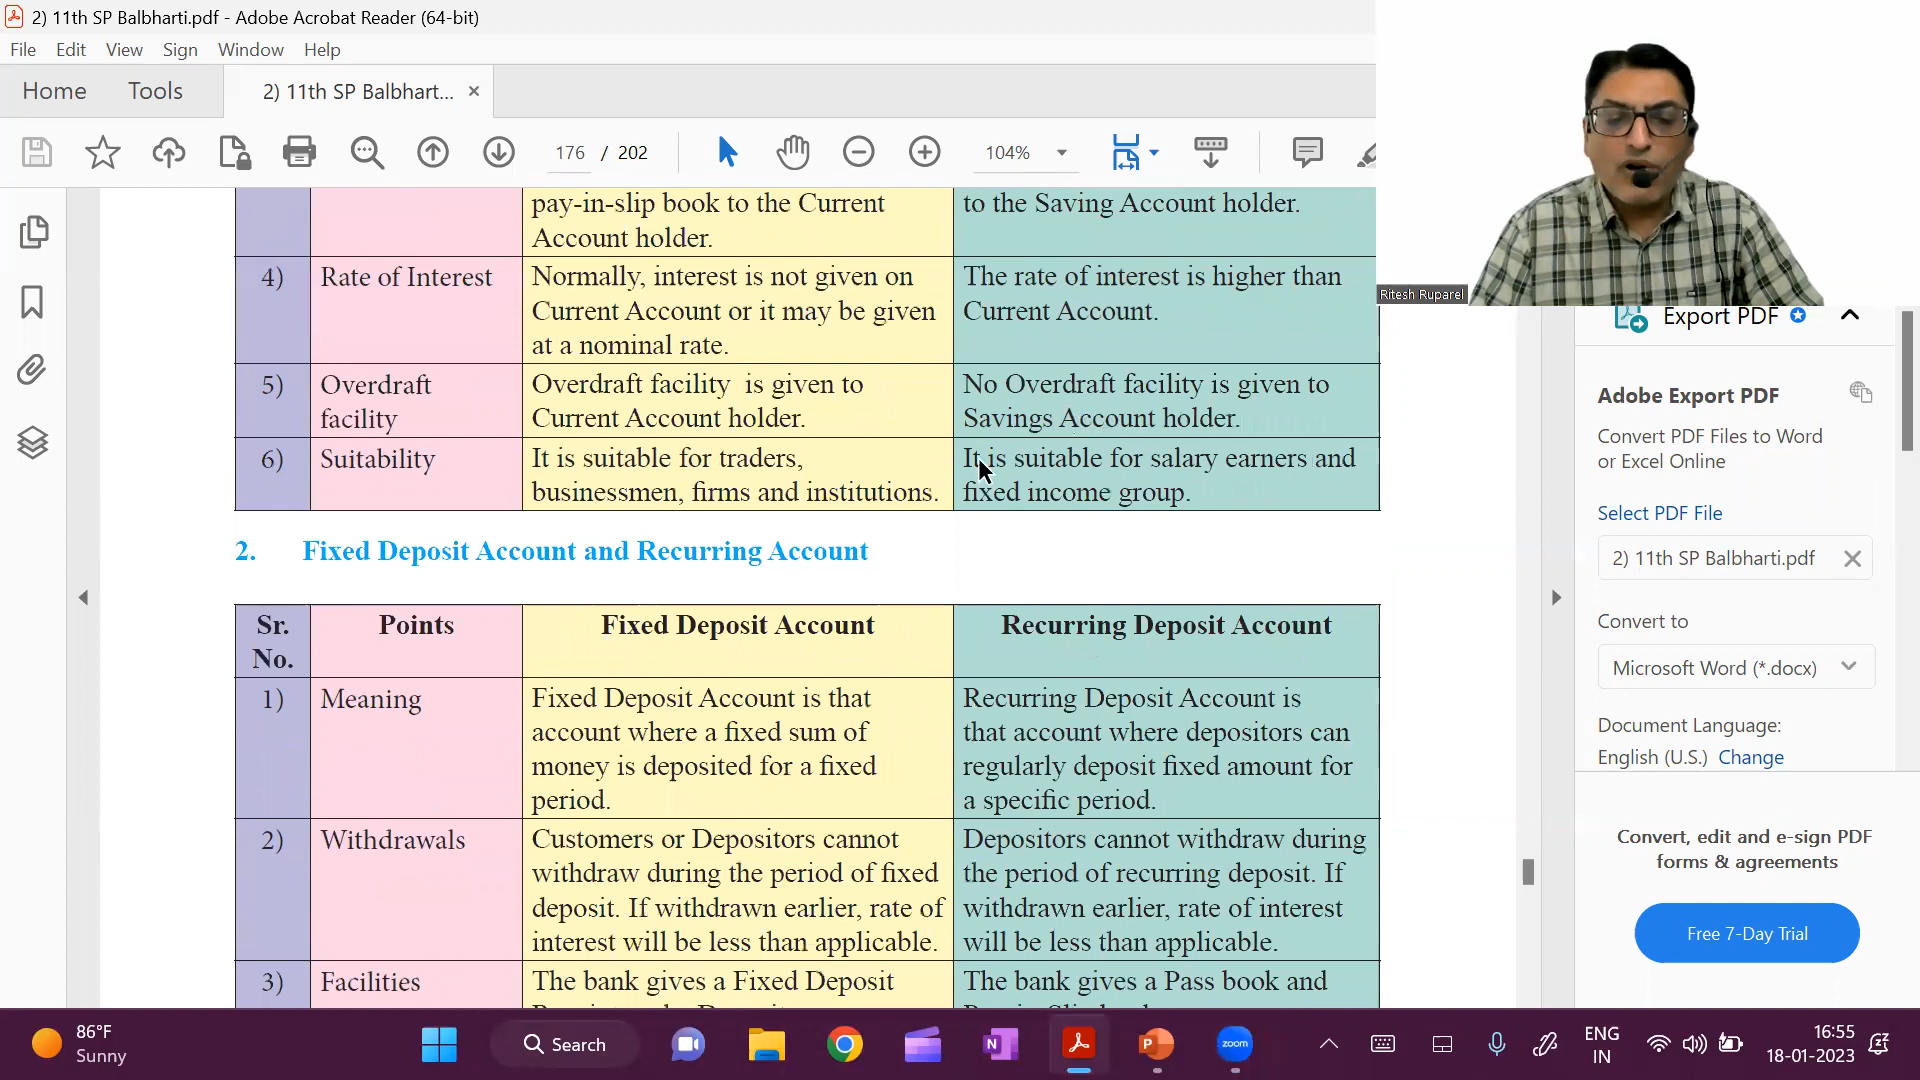 2) 11th SP Balbharti.pdf - Adobe Acrobat Reader (64-bit)
File Edit View Sign Window Help
Home Tools 2) 11th SP Balbhart...
176 / 202 104%
pay-in-slip book to the Current
Account holder.
to the Saving Account holder.
4) Rate of Interest
Normally, interest is not given on
Current Account or it may be given
at a nominal rate.
The rate of interest is higher than
Current Account.
5) Overdraft
facility
Overdraft facility is given to
Current Account holder.
No Overdraft facility is given to
Savings Account holder.
6) Suitability
It is suitable for traders,
businessmen, firms and institutions.
It is suitable for salary earners and
fixed income group.
2. Fixed Deposit Account and Recurring Account
Sr.
No.
Points
Fixed Deposit Account
Recurring Deposit Account
1) Meaning
Fixed Deposit Account is that
account where a fixed sum of
money is deposited for a fixed
period.
Recurring Deposit Account is
that account where depositors can
regularly deposit fixed amount for
a specific period.
2) Withdrawals
Customers or Depositors cannot
withdraw during the period of fixed
deposit. If withdrawn earlier, rate of
interest will be less than applicable.
Depositors cannot withdraw during
the period of recurring deposit. If
withdrawn earlier, rate of interest
will be less than applicable.
3) Facilities
The bank gives a Fixed Deposit
The bank gives a Pass book and
Ritesh Ruparel
Export PDF
Adobe Export PDF
Convert PDF Files to Word
or Excel Online
Select PDF File
2) 11th SP Balbharti.pdf
Convert to
Microsoft Word (*.docx)
Document Language:
English (U.S.) Change
Convert, edit and e-sign PDF
forms & agreements
Free 7-Day Trial
86°F
Sunny
Search
N
P
zoom
ENG
IN
16:55
18-01-2023